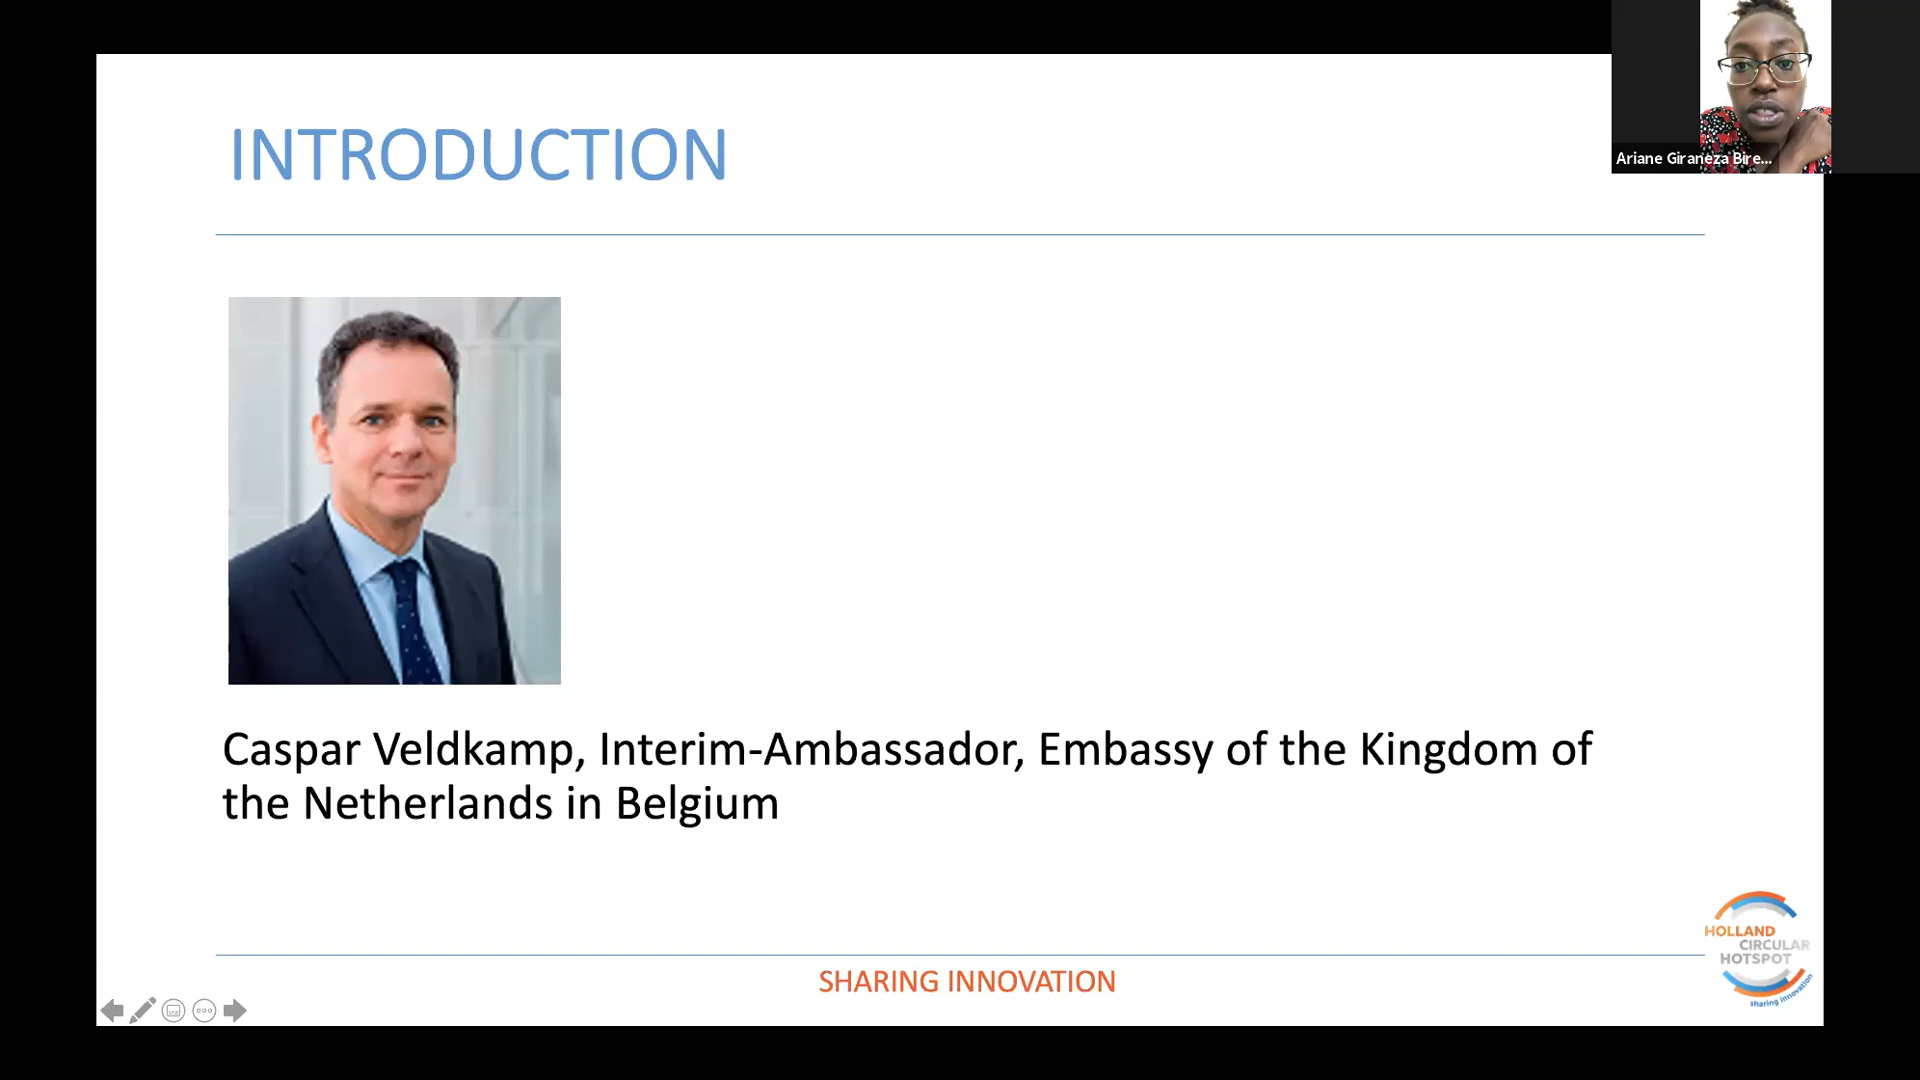 INTRODUCTION
Ariane Giraneza Bire...
Caspar Veldkamp, Interim-Ambassador, Embassy of the Kingdom of
the Netherlands in Belgium
HOLLAND
CIRCULAR
HOTSPOT
sharing innovation
SHARING INNOVATION